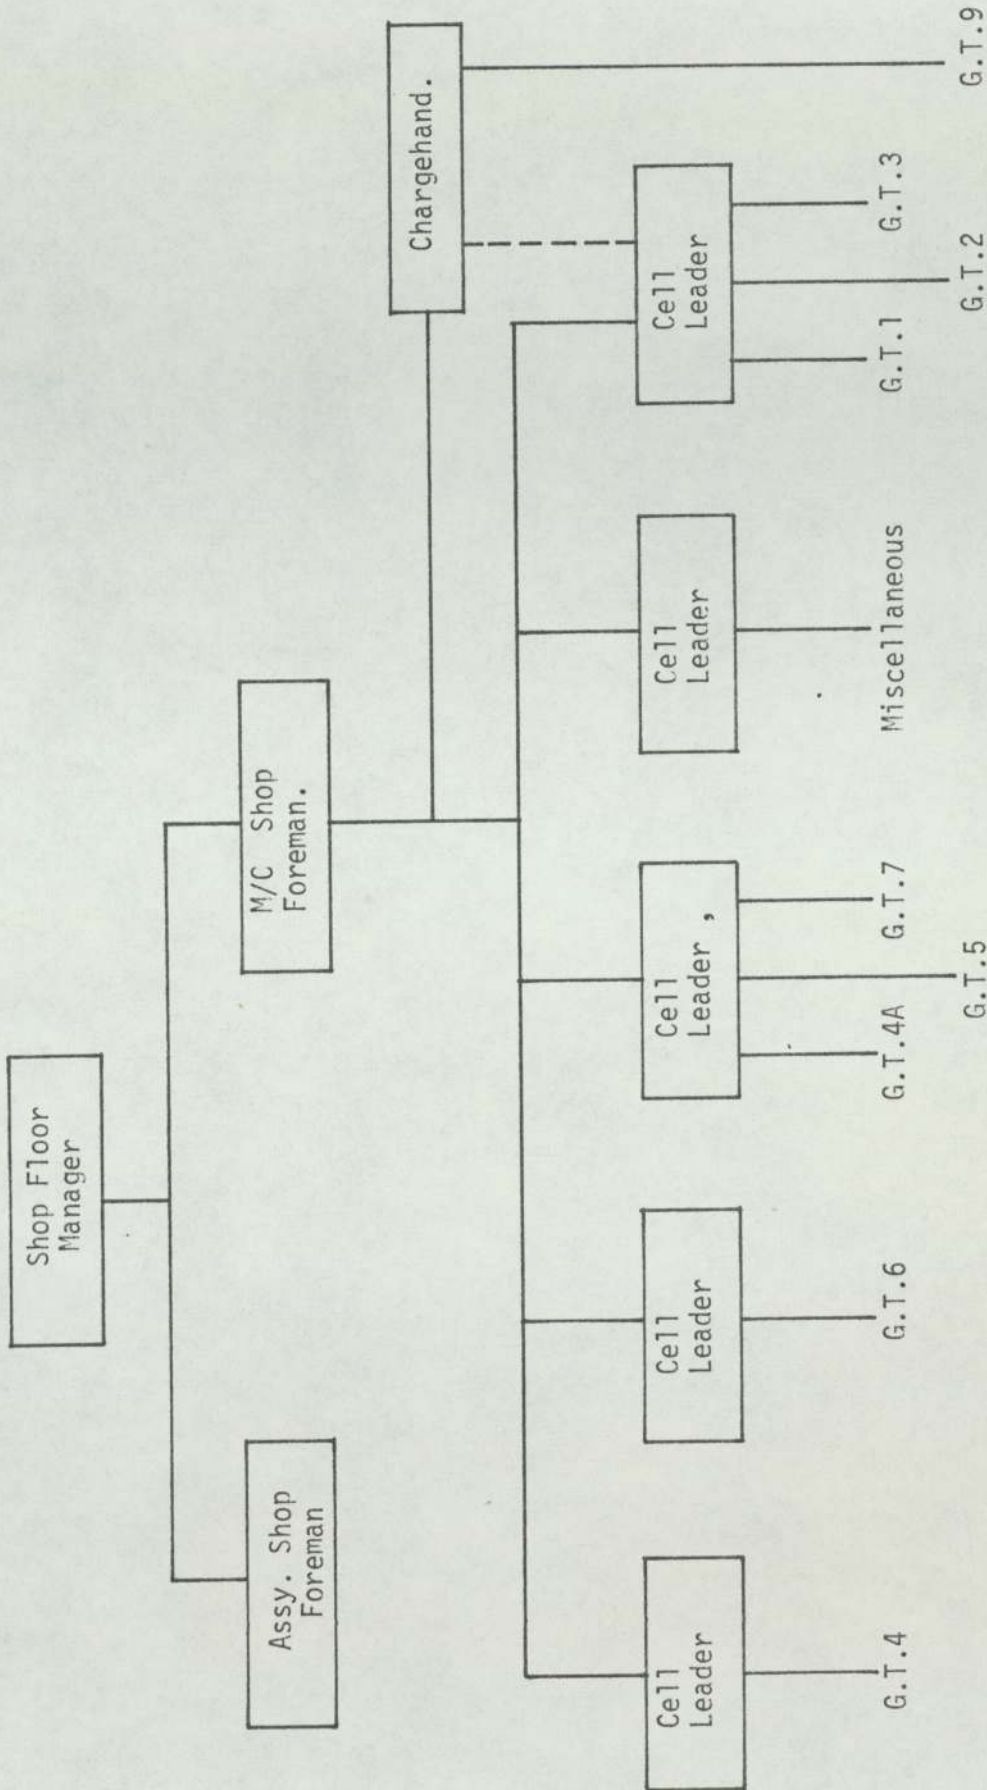 Shop Floor
Manager
Assy. Shop
Foreman
M/C Shop
Foreman.
Chargehand.
Cell
Leader
Cell
Leader
Cell
Leader ,
Cell
Leader
Cell
Leader
G.T.4
G.T.6
G.T.4A
G.T.5
G.T.7
Miscellaneous
G.T.1
G.T.2
G.T.3
G.T.9